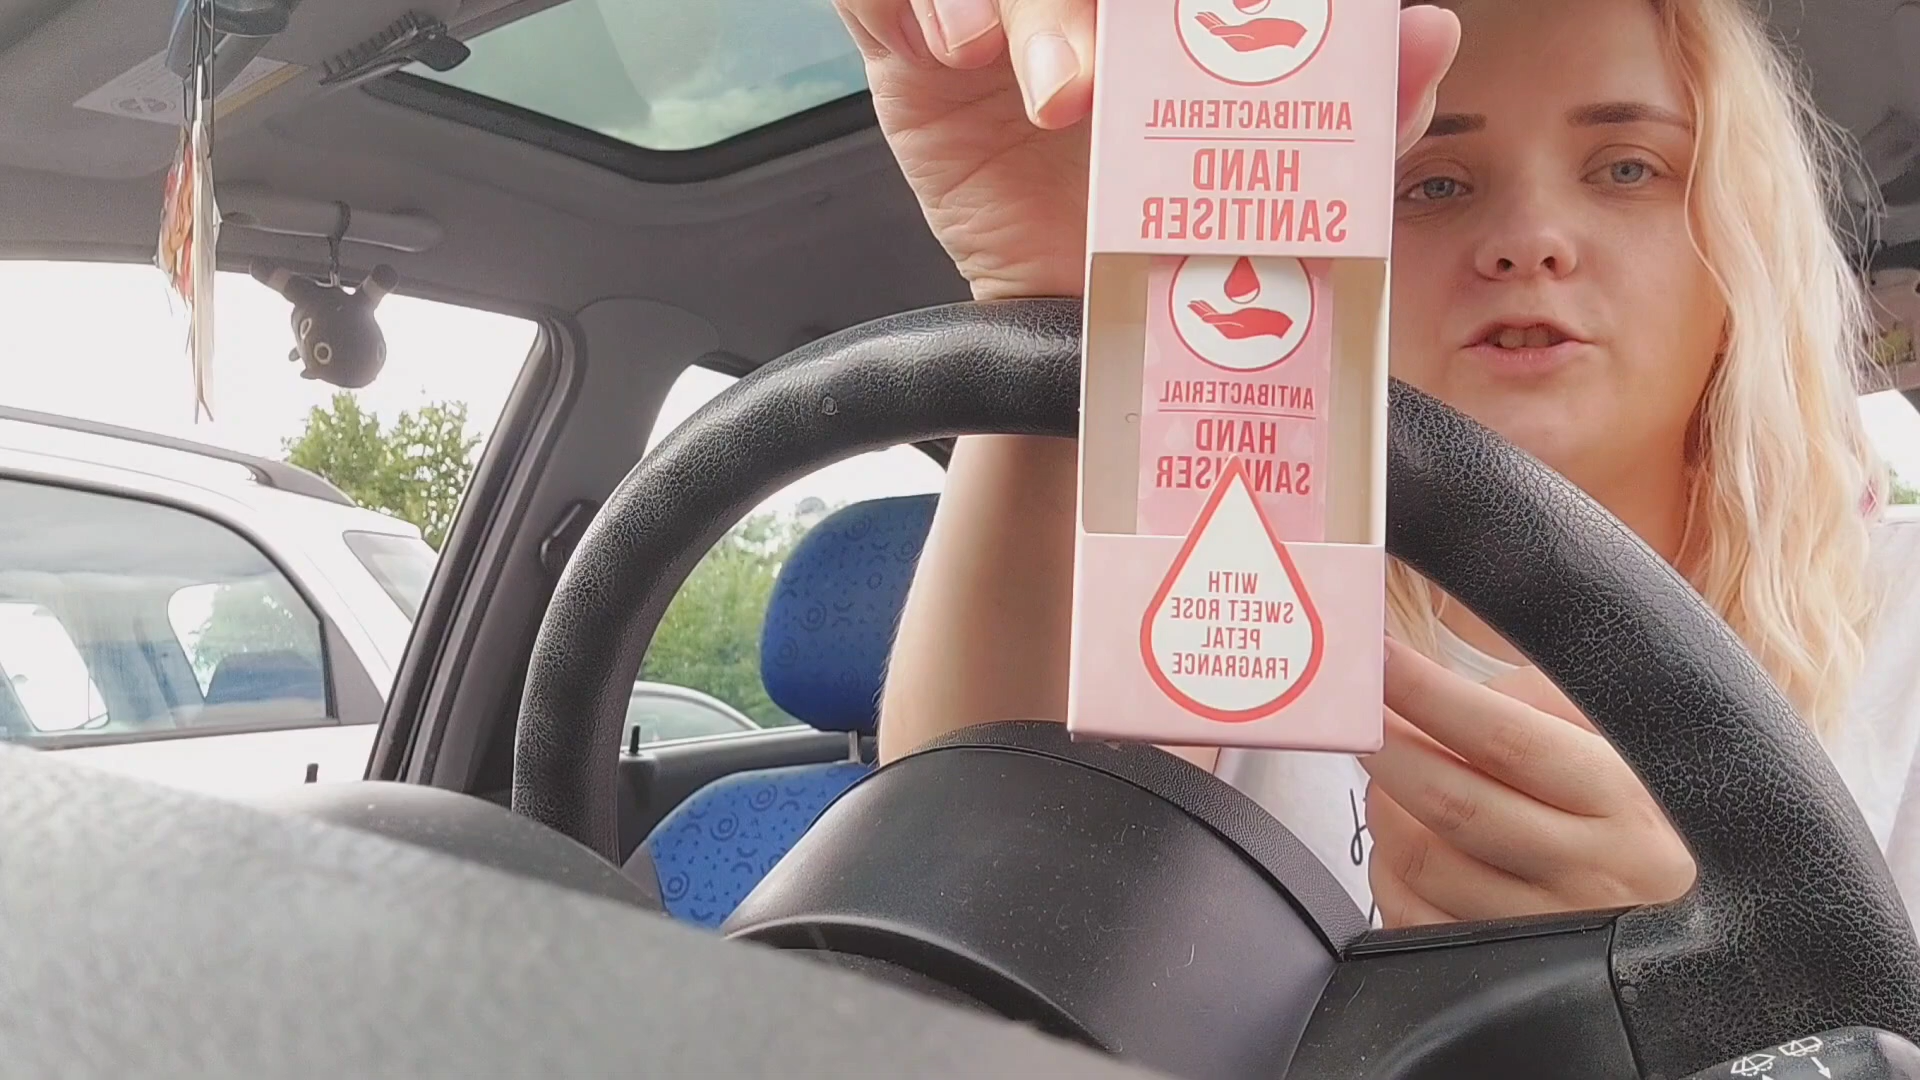 ANTIBACTERIAL
HAND
SANITISER
ANTIBACTERIAL
HAND
SANITISER
WITH
SWEET ROSE
PETAL
FRAGRANCE